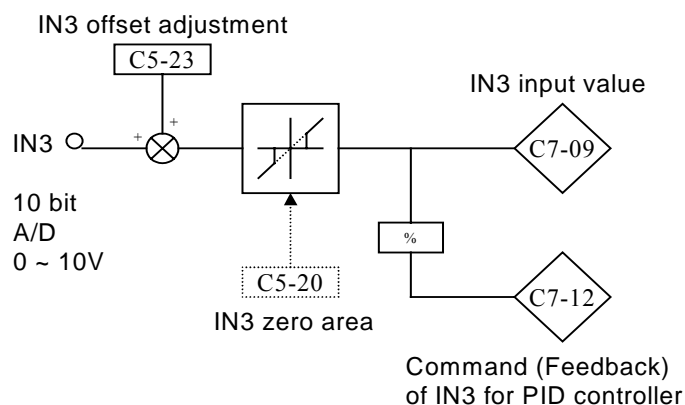 IN3 offset adjustment
C5-23
IN3 input value
+
+
IN3
C7-09
10 bit
A/D
0 ~ 10V
%
C5-20
C7-12
IN3 zero area
Command (Feedback)
of IN3 for PID controller